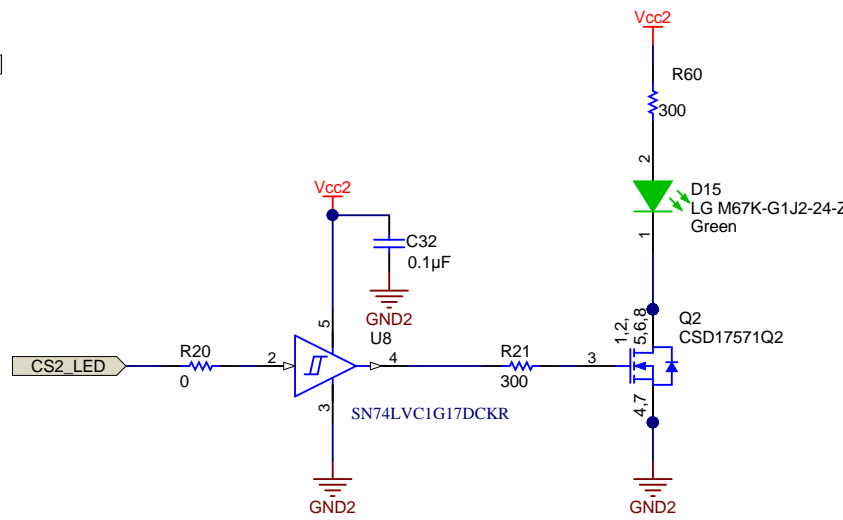 Vcc2
R60
300
2
D15
LG M67K-G1J2-24-Z
Green
1
Vcc2
C32
0.1µF
GND2
5
U8
1,2,
5,6,8
Q2
CSD17571Q2
CS2_LED
R20
0
2
4
R21
300
3
3
SN74LVC1G17DCKR
4,7
GND2
GND2